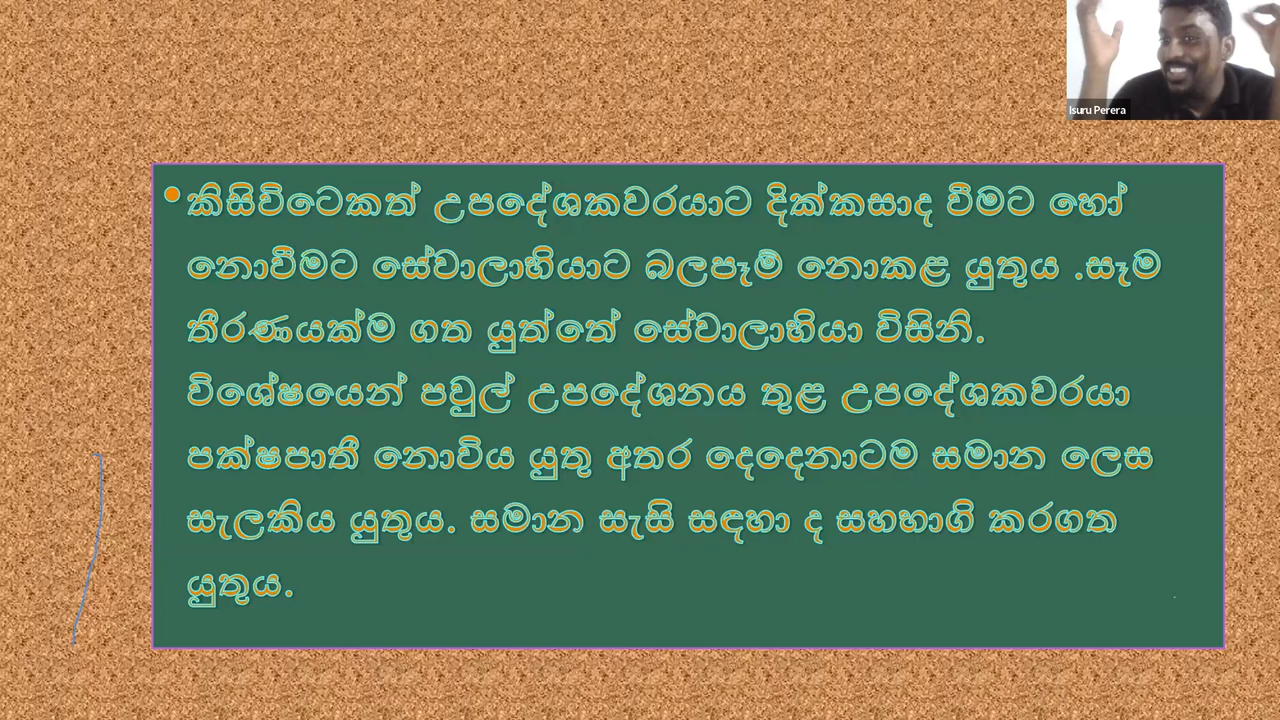 Isuru Perera
කිසිවිටෙකත් උපදේශකවරයාට දික්කසාද වීමට හෝ
නොවීමට සේවාලාභියාට බලපෑම් නොකළ යුතුය .සෑම
තීරණයක්ම ගත යුත්තේ සේවාලාභියා විසිනි.
විශේෂයෙන් පවුල් උපදේශනය තුළ උපදේශකවරයා
පක්ෂපාතී නොවිය යුතු අතර දෙදෙනාටම සමාන ලෙස
සැලකිය යුතුය. සමාන සැසි සඳහා ද සහභාගි කරගත
යුතුය.